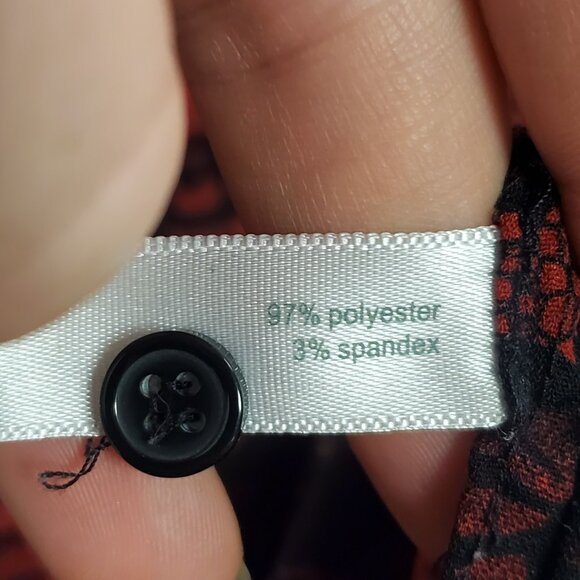 97% polyester
3% spandex